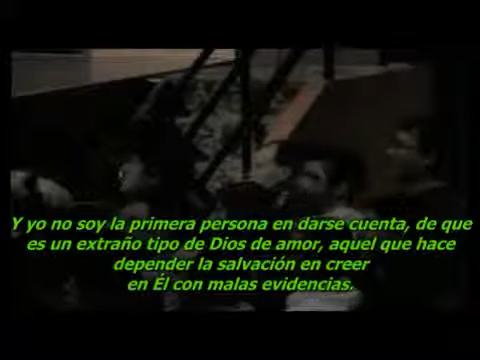 Y yo no soy la primera persona en darse cuenta, de que
es un extraño tipo de Dios de amor, aquel que hace
depender la salvación en creer
en Él con malas evidencias.